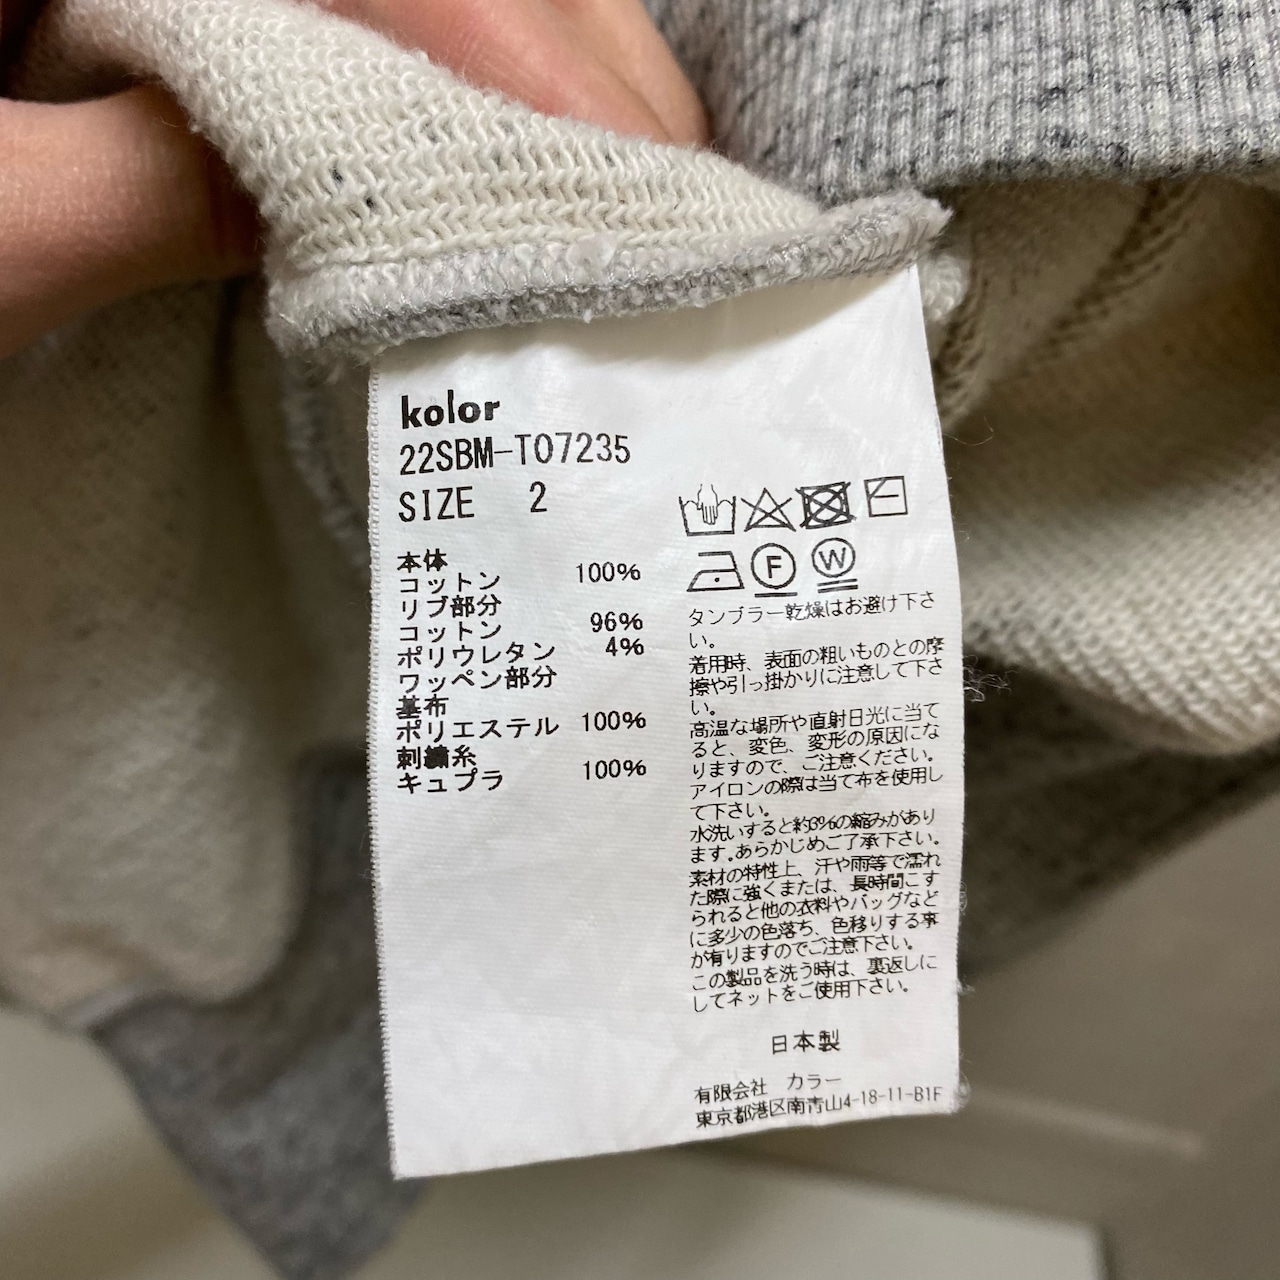 kolor
22SBM-T07235
SIZE 2
本体
コットン 100%
リブ部分
コットン 96%
ポリウレタン 4%
ワッペン部分
基布
ポリエステル 100%
刺繍糸
キュプラ 100%
F W
タンブラー乾燥はお避け下さ
い。
着用時、表面の粗いものとの摩
擦や引っ掛かりに注意して下さ
い。
高温な場所や直射日光に当て
ると、変色、変形の原因にな
りますので、ご注意ください。
アイロンの際は当て布を使用し
て下さい。
水洗いすると約3%の縮みがあり
ます。あらかじめご了承下さい。
素材の特性上、汗や雨等で濡れ
た際に強くまたは、長時間こす
られると他の衣料やバッグなど
に多少の色落ち、色移りする事
が有りますのでご注意下さい。
この製品を洗う時は、裏返しに
してネットをご使用下さい。
日本製
有限会社 カラー
東京都港区南青山4-18-11-B1F